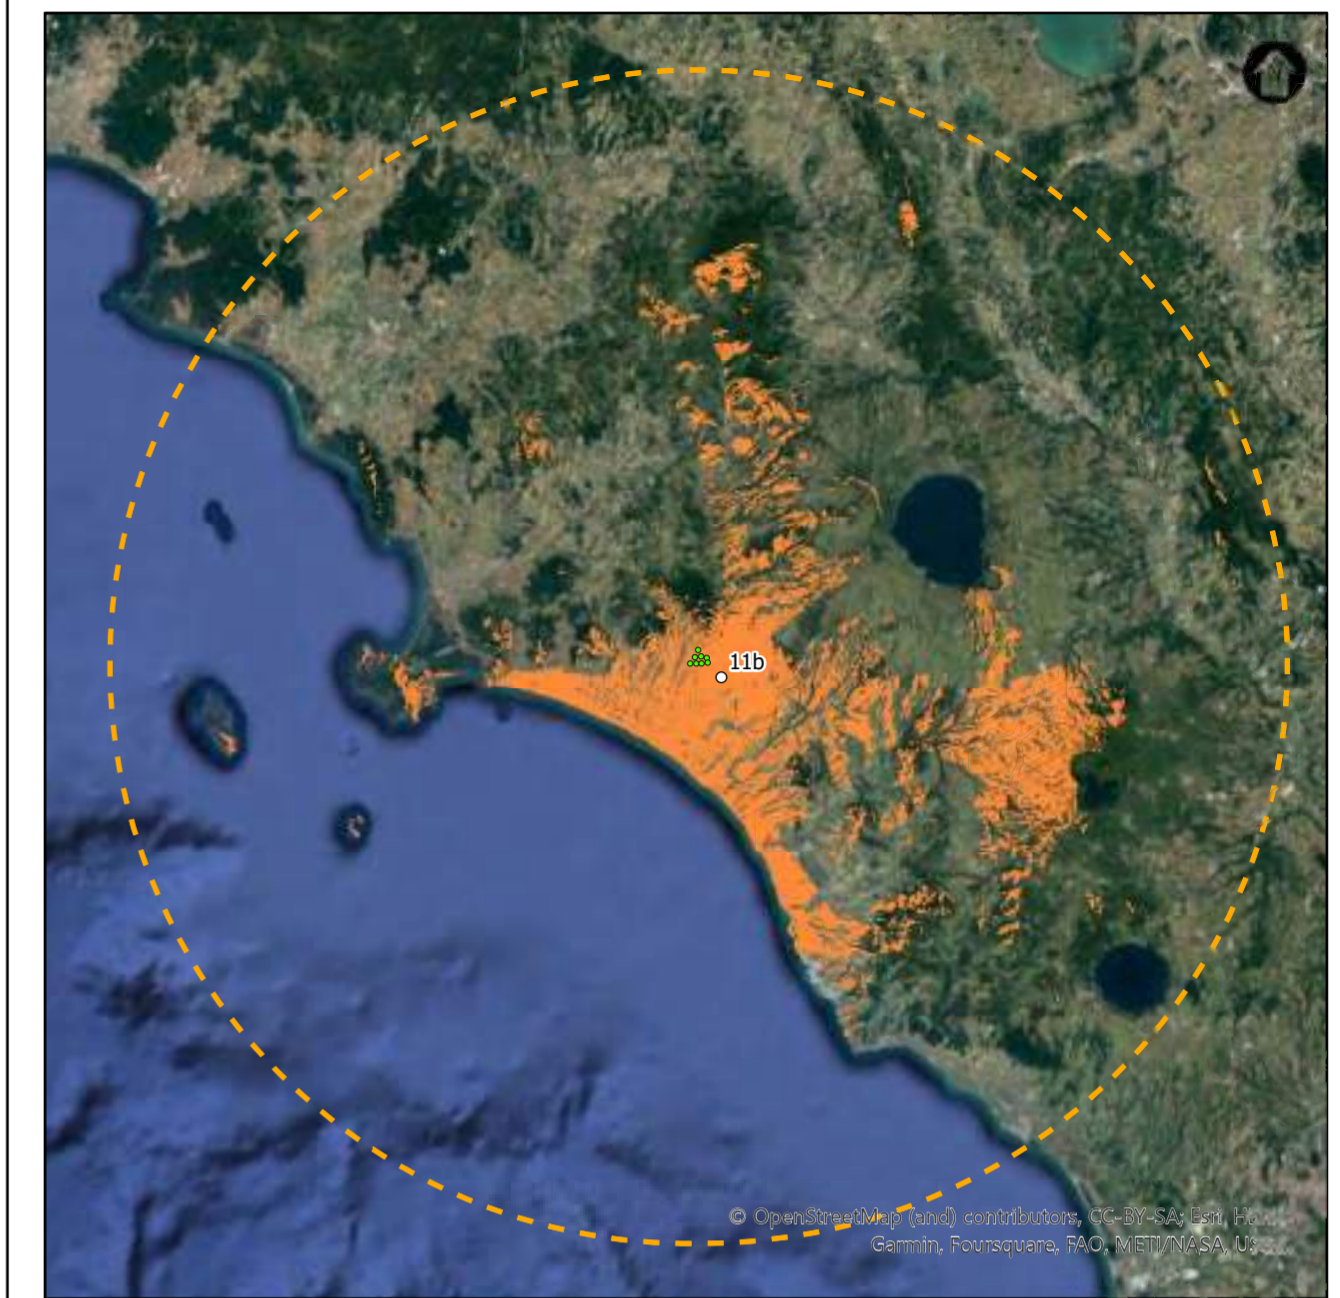 11b
© OpenStreetMap (and) contributors, CC-BY-SA; Esri,
Garmin, Foursquare, FAO, METI/NASA,